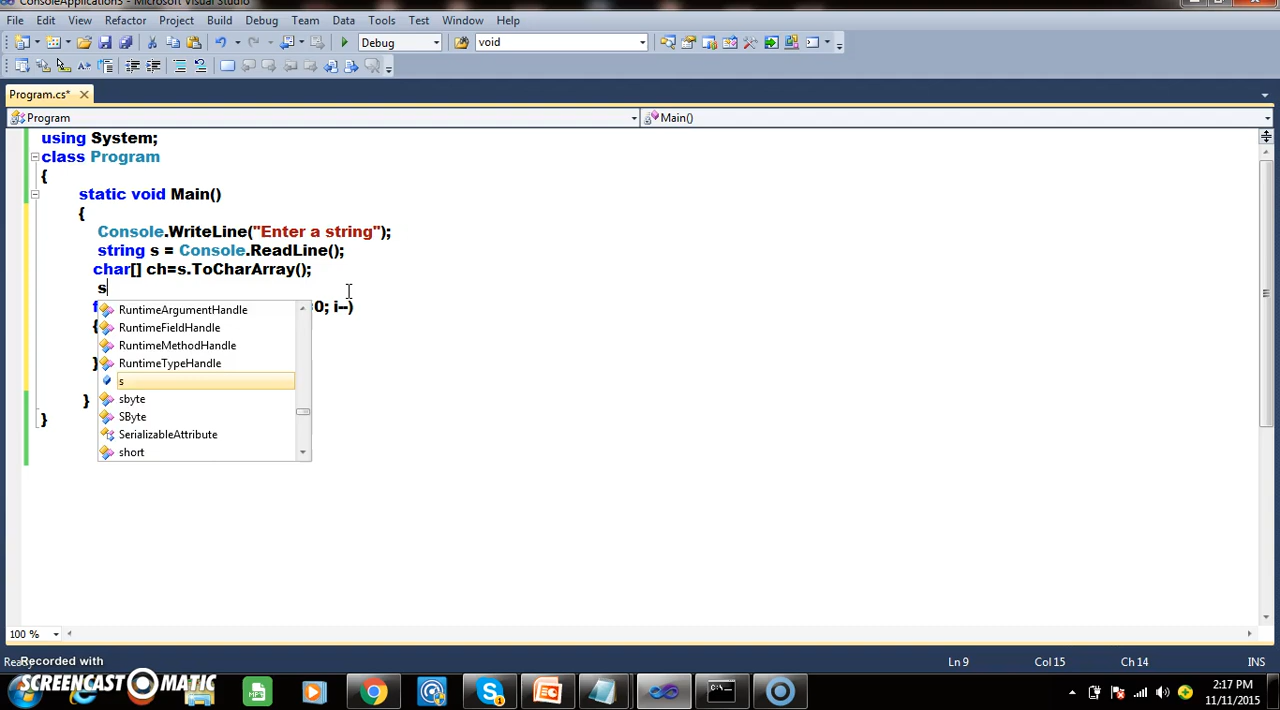 ConsoleApplication3 - Microsoft Visual Studio
File Edit View Refactor Project Build Debug Team Data Tools Test Window Help
Debug void
Program.cs* ×
Program Main()
using System;
class Program
{
static void Main()
{
Console.WriteLine("Enter a string");
string s = Console.ReadLine();
char[] ch=s.ToCharArray();
s
0; i--)
{
}
}
}
RuntimeArgumentHandle
RuntimeFieldHandle
RuntimeMethodHandle
RuntimeTypeHandle
s
sbyte
SByte
SerializableAttribute
short
100 %
Ln 9 Col 15 Ch 14 INS
Recorded with
SCREENCAST MATIC
MP3
2:17 PM
11/11/2015